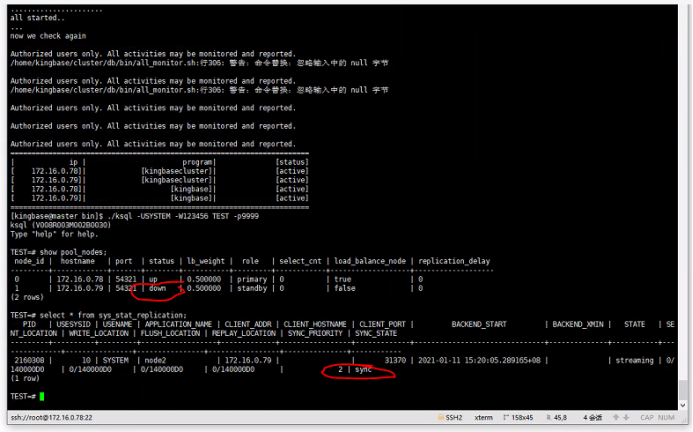 ......................
all started..
...
now we check again

Authorized users only. All activities may be monitored and reported.
/home/kingbase/cluster/db/bin/all_monitor.sh:行306: 警告: 命令替换: 忽略输入中的 null 字节

Authorized users only. All activities may be monitored and reported.
/home/kingbase/cluster/db/bin/all_monitor.sh:行306: 警告: 命令替换: 忽略输入中的 null 字节

Authorized users only. All activities may be monitored and reported.

Authorized users only. All activities may be monitored and reported.

Authorized users only. All activities may be monitored and reported.
=======================================================================
| ip | program| [status]
[ 172.16.0.78]| [kingbasecluster]| [active]
[ 172.16.0.79]| [kingbasecluster]| [active]
[ 172.16.0.78]| [kingbase]| [active]
[ 172.16.0.79]| [kingbase]| [active]
=======================================================================
[kingbase@master bin]$ ./ksql -USYSTEM -W123456 TEST -p9999
ksql (V008R003M002B0030)
Type "help" for help.

TEST=# show pool_nodes;
node_id | hostname | port | status | lb_weight | role | select_cnt | load_balance_node | replication_delay
---------+-------------+-------+--------+-----------+---------+------------+-------------------+-------------------
0 | 172.16.0.78 | 54321 | up | 0.500000 | primary | 0 | true | 0
1 | 172.16.0.79 | 54321 | down | 0.500000 | standby | 0 | false | 0
(2 rows)

TEST=# select * from sys_stat_replication;
PID | USESYSID | USENAME | APPLICATION_NAME | CLIENT_ADDR | CLIENT_HOSTNAME | CLIENT_PORT | BACKEND_START | BACKEND_XMIN | STATE | SE
NT_LOCATION | WRITE_LOCATION | FLUSH_LOCATION | REPLAY_LOCATION | SYNC_PRIORITY | SYNC_STATE
2160308 | 10 | SYSTEM | node2 | 172.16.0.79 | | 31370 | 2021-01-11 15:20:05.289165+08 | | streaming | 0/
140000D0 | 0/140000D0 | 0/140000D0 | 0/140000D0 | 2 | sync
(1 row)

TEST=#
ssh://root@172.16.0.78:22 SSH2 xterm 158x45 45,8 4 会话 CAP NUM